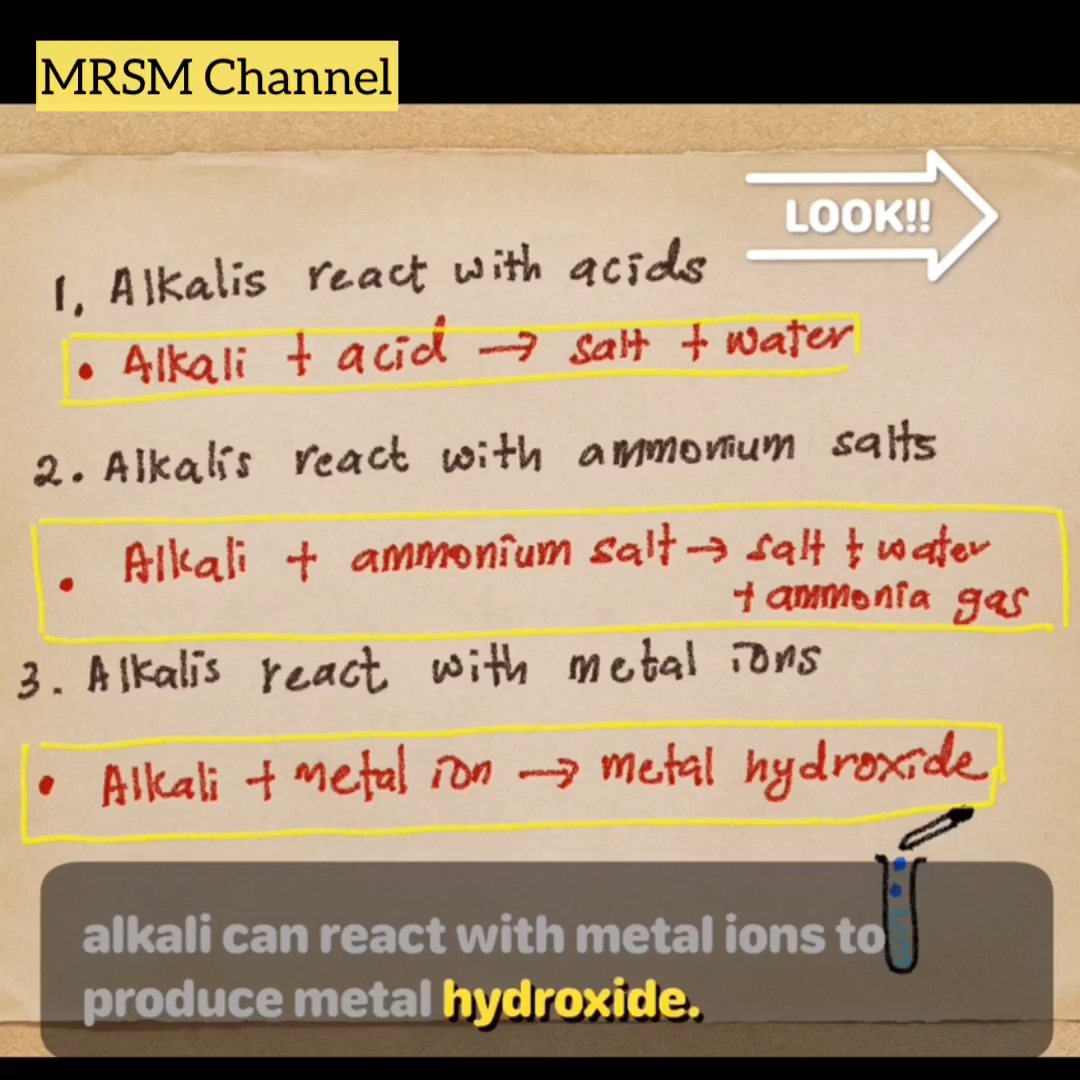 MRSM Channel
LOOK!!
1. Alkalis react with acids
• Alkali + acid → salt + water
2. Alkalis react with ammonium salts
• Alkali + ammonium salt → salt + water
+ ammonia gas
3. Alkalis react with metal ions
• Alkali + metal ion → metal hydroxide
alkali can react with metal ions to
produce metal hydroxide.